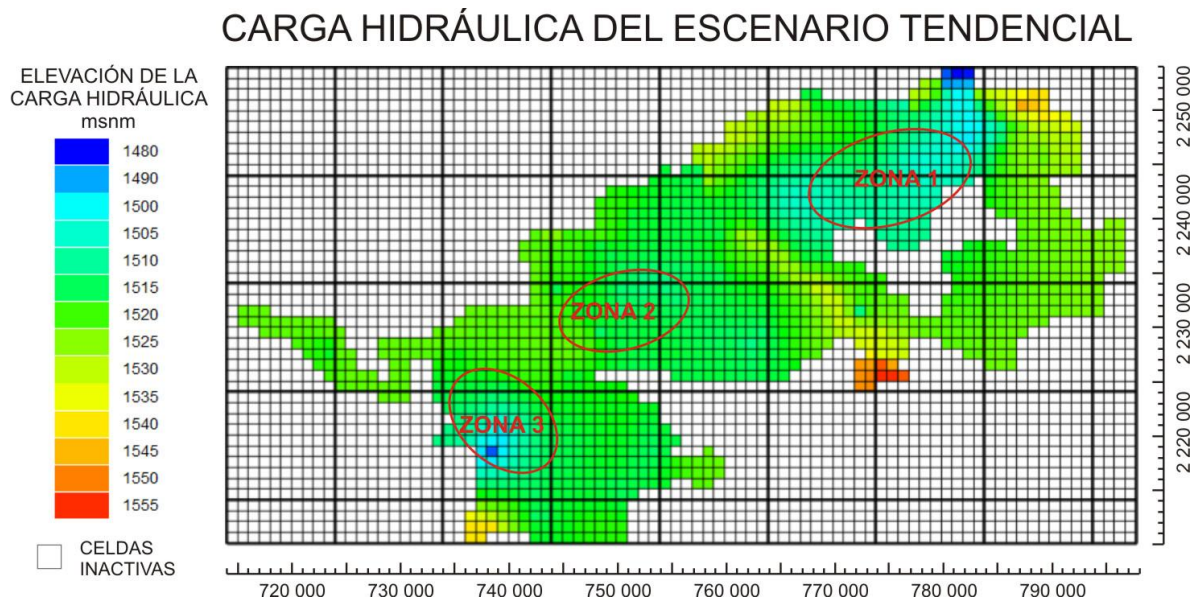 CARGA HIDRÁULICA DEL ESCENARIO TENDENCIAL
ELEVACIÓN DE LA
CARGA HIDRÁULICA
msnm
1480
1490
1500
1505
1510
1515
1520
1525
1530
1535
1540
1545
1550
1555
CELDAS
INACTIVAS
ZONA 1
ZONA 2
ZONA 3
2 250 000
2 240 000
2 230 000
2 220 000
720 000 730 000 740 000 750 000 760 000 770 000 780 000 790 000